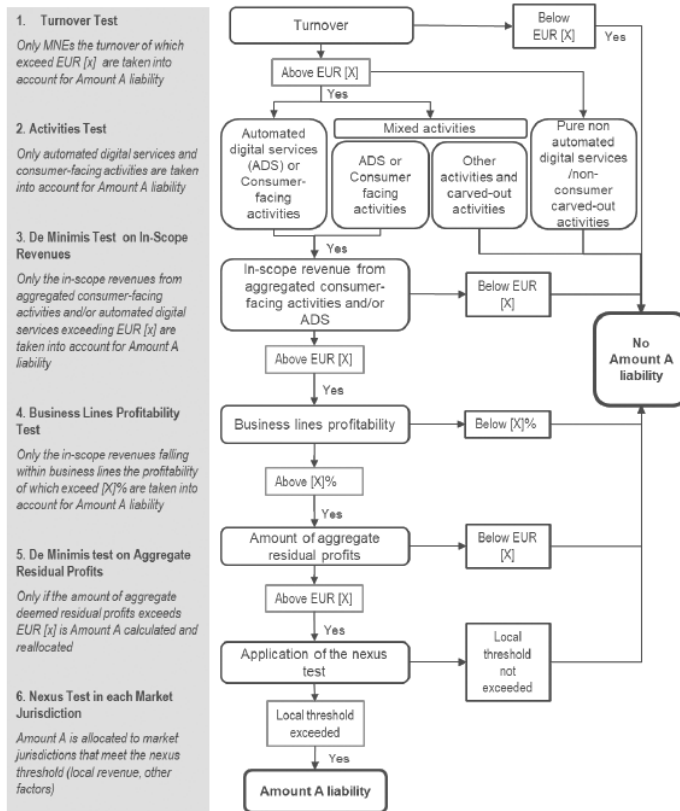 1. Turnover Test
Only MNEs the turnover of which
exceed EUR [x] are taken into
account for Amount A liability
2. Activities Test
Only automated digital services and
consumer-facing activities are taken
into account for Amount A liability
3. De Minimis Test on In-Scope
Revenues
Only the in-scope revenues from
aggregated consumer-facing
activities and/or automated digital
services exceeding EUR [x] are
taken into account for Amount A
liability
4. Business Lines Profitability
Test
Only the in-scope revenues falling
within business lines the profitability
of which exceed [X]% are taken into
account for Amount A liability
5. De Minimis test on Aggregate
Residual Profits
Only if the amount of aggregate
deemed residual profits exceeds
EUR [x] is Amount A calculated and
reallocated
6. Nexus Test in each Market
Jurisdiction
Amount A is allocated to market
jurisdictions that meet the nexus
threshold (local revenue, other
factors)
Turnover
Below
EUR [X]
Yes
Above EUR [X]
Yes
Automated
digital services
(ADS) or
Consumer-
facing
activities
Mixed activities
ADS or
Consumer
facing
activities
Other
activities and
carved-out
activities
Pure non
automated
digital services
/non-
consumer
carved-out
activities
Yes
In-scope revenue from
aggregated consumer-
facing activities and/or
ADS
Below EUR
[X]
No
Amount A
liability
Above EUR [X]
Yes
Business lines profitability
Below [X]%
Above [X]%
Yes
Amount of aggregate
residual profits
Below EUR
[X]
Above EUR [X]
Yes
Application of the nexus
test
Local
threshold
not
exceeded
Local threshold
exceeded
Yes
Amount A liability